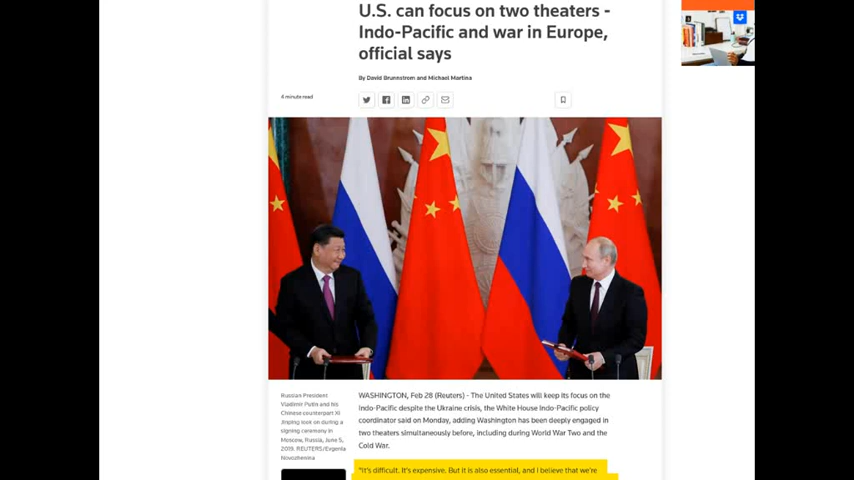 U.S. can focus on two theaters -
Indo-Pacific and war in Europe,
official says
By David Brunnstrom and Michael Martina
4 minute read
Russian President
Vladimir Putin and his
Chinese counterpart Xi
Jinping look on during a
signing ceremony in
Moscow, Russia, June 5,
2019. REUTERS/Evgenia
Novozhenina
WASHINGTON, Feb 28 (Reuters) - The United States will keep its focus on the
Indo-Pacific despite the Ukraine crisis, the White House Indo-Pacific policy
coordinator said on Monday, adding Washington has been deeply engaged in
two theaters simultaneously before, including during World War Two and the
Cold War.
"It's difficult. It's expensive. But it is also essential, and I believe that we're